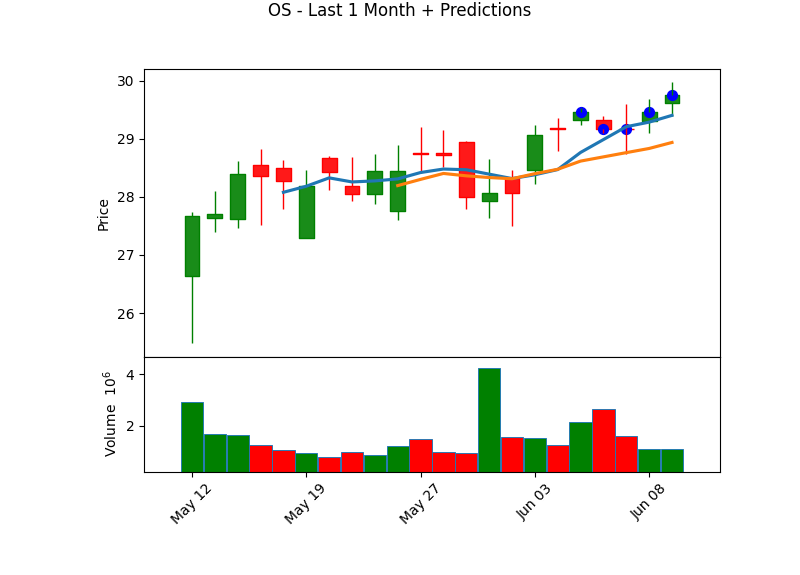 OS - Last 1 Month + Predictions
30
29
28
27
26
Price
4
2
Volume 10^6
May 12
May 19
May 27
Jun 03
Jun 08